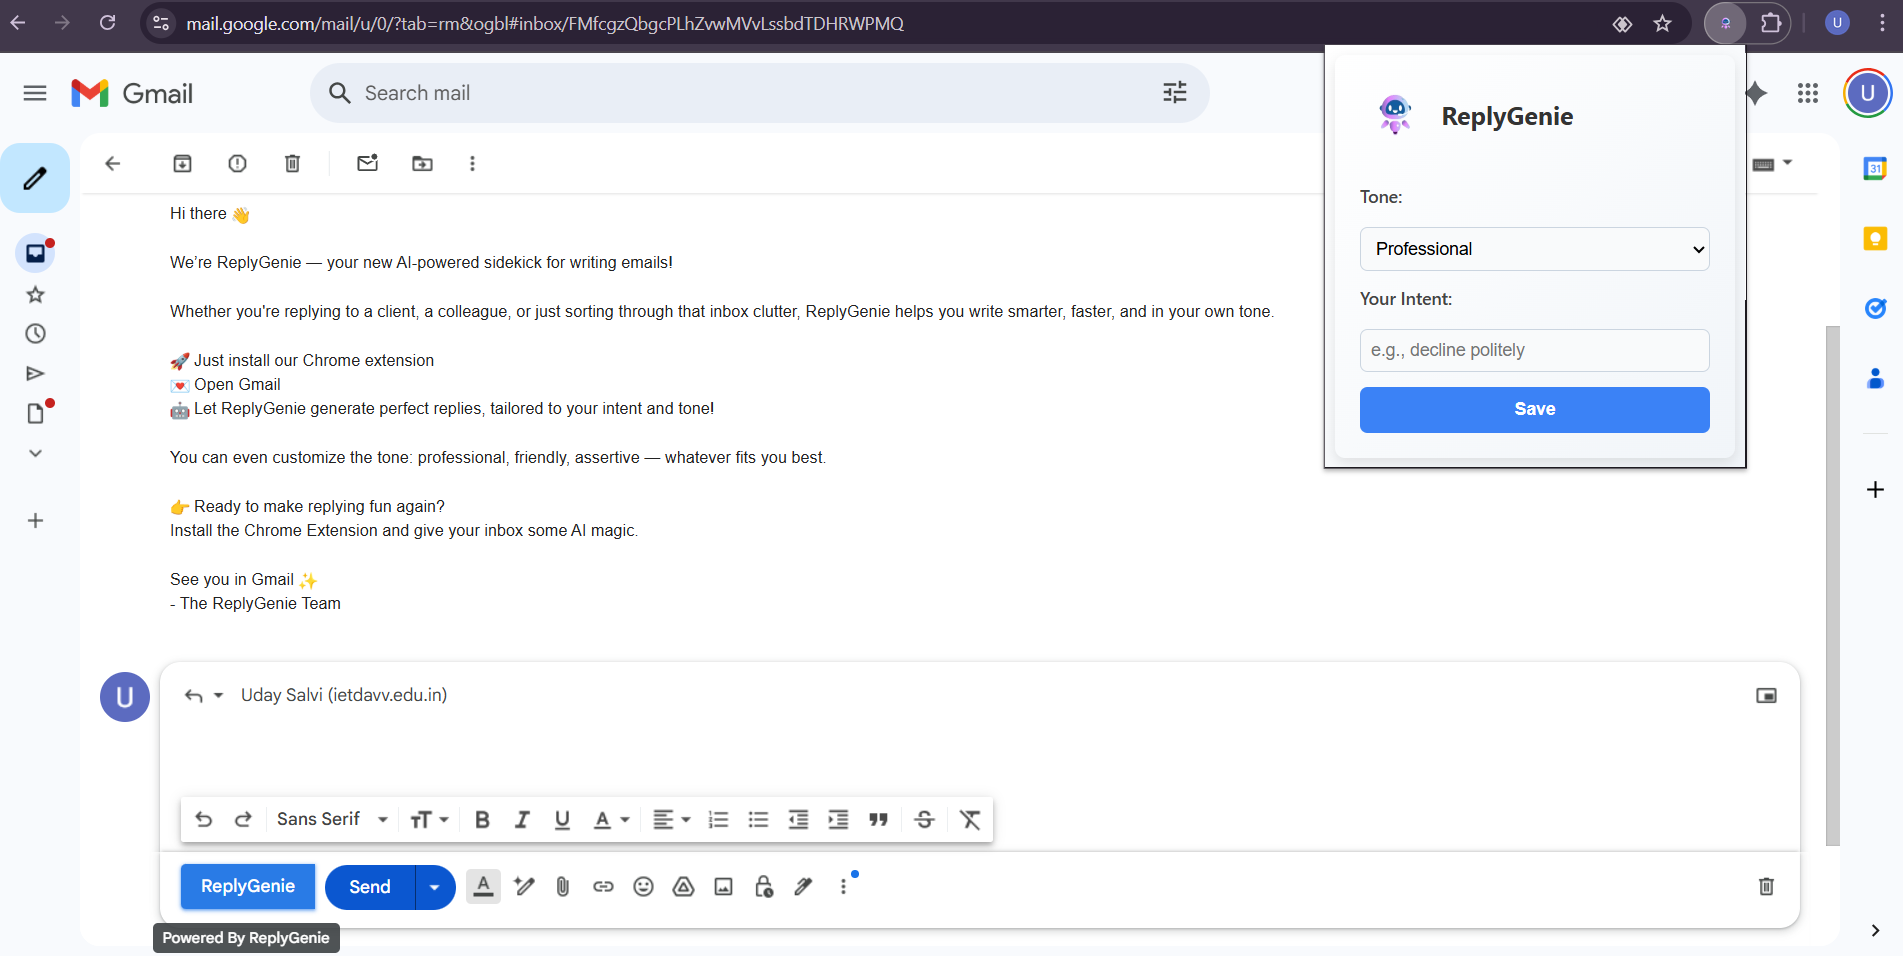 mail.google.com/mail/u/0/?tab=rm&ogbl#inbox/FMfcgzQbgcPLhZvwMVvLssbdTDHRWPMQ
U
Gmail
Search mail
U
ReplyGenie
Tone:
Professional
Your Intent:
e.g., decline politely
Save
31
Hi there 👋
We're ReplyGenie — your new AI-powered sidekick for writing emails!
Whether you're replying to a client, a colleague, or just sorting through that inbox clutter, ReplyGenie helps you write smarter, faster, and in your own tone.
🚀 Just install our Chrome extension
💌 Open Gmail
🤖 Let ReplyGenie generate perfect replies, tailored to your intent and tone!
You can even customize the tone: professional, friendly, assertive — whatever fits you best.
👉 Ready to make replying fun again?
Install the Chrome Extension and give your inbox some AI magic.
See you in Gmail ✨
- The ReplyGenie Team
U
Uday Salvi (ietdavv.edu.in)
Sans Serif
ReplyGenie
Send
Powered By ReplyGenie